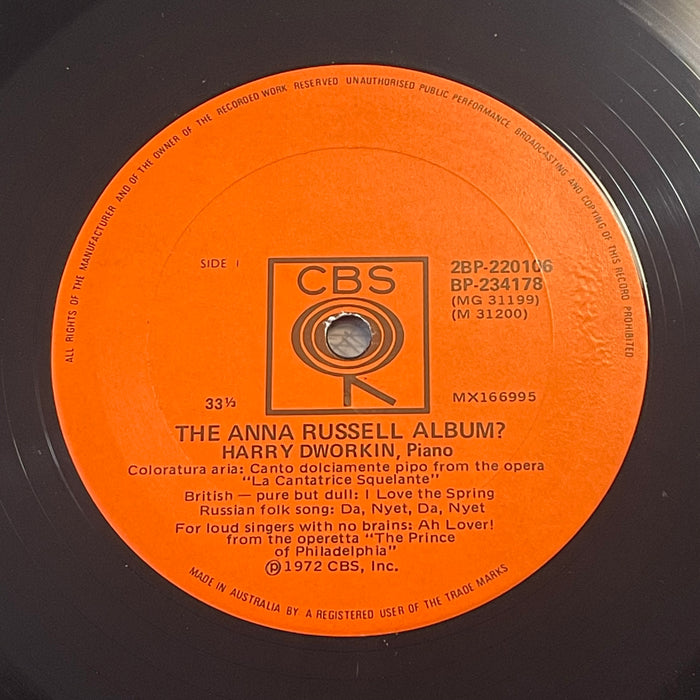 ALL RIGHTS OF THE MANUFACTURER AND OF THE OWNER OF THE RECORDED WORK RESERVED UNAUTHORISED PUBLIC PERFORMANCE BROADCASTING AND COPYING OF THIS RECORD PROHIBITED
SIDE 1
CBS
2BP-220106
BP-234178
(MG 31199)
(M 31200)
33⅓
MX166995
THE ANNA RUSSELL ALBUM?
HARRY DWORKIN, Piano
Coloratura aria: Canto dolciamente pipo from the opera
"La Cantatrice Squelante"
British — pure but dull: I Love the Spring
Russian folk song: Da, Nyet, Da, Nyet
For loud singers with no brains: Ah Lover!
from the operetta "The Prince
of Philadelphia"
℗ 1972 CBS, Inc.
MADE IN AUSTRALIA BY A REGISTERED USER OF THE TRADE MARKS